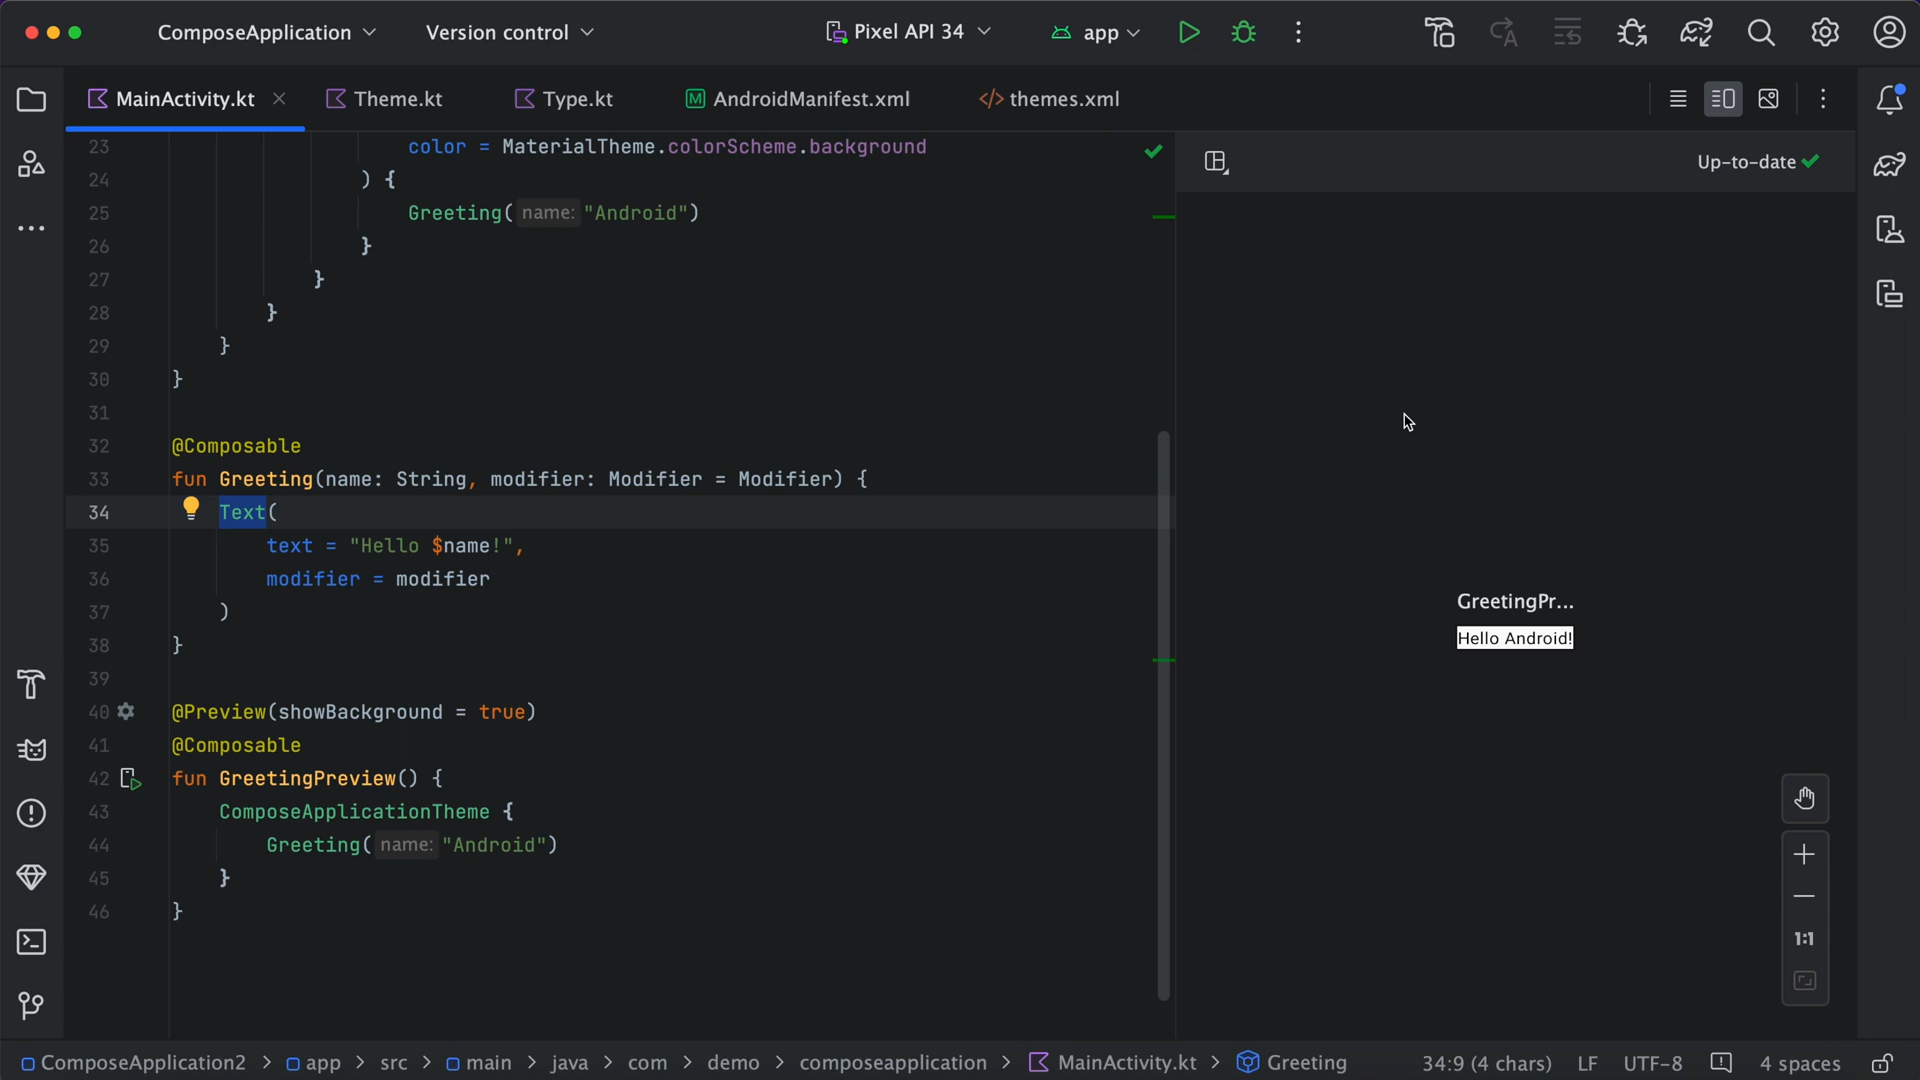 ComposeApplication Version control Pixel API 34 app
MainActivity.kt Theme.kt Type.kt AndroidManifest.xml </> themes.xml
Up-to-date
23 color = MaterialTheme.colorScheme.background
24 ) {
25 Greeting( name: "Android")
26 }
27 }
28 }
29 }
30 }
31
32 @Composable
33 fun Greeting(name: String, modifier: Modifier = Modifier) {
34 Text(
35 text = "Hello $name!",
36 modifier = modifier
37 )
38 }
39
40 @Preview(showBackground = true)
41 @Composable
42 fun GreetingPreview() {
43 ComposeApplicationTheme {
44 Greeting( name: "Android")
45 }
46 }
GreetingPr...
Hello Android!
1:1
ComposeApplication2 > app > src > main > java > com > demo > composeapplication > MainActivity.kt > Greeting 34:9 (4 chars) LF UTF-8 4 spaces